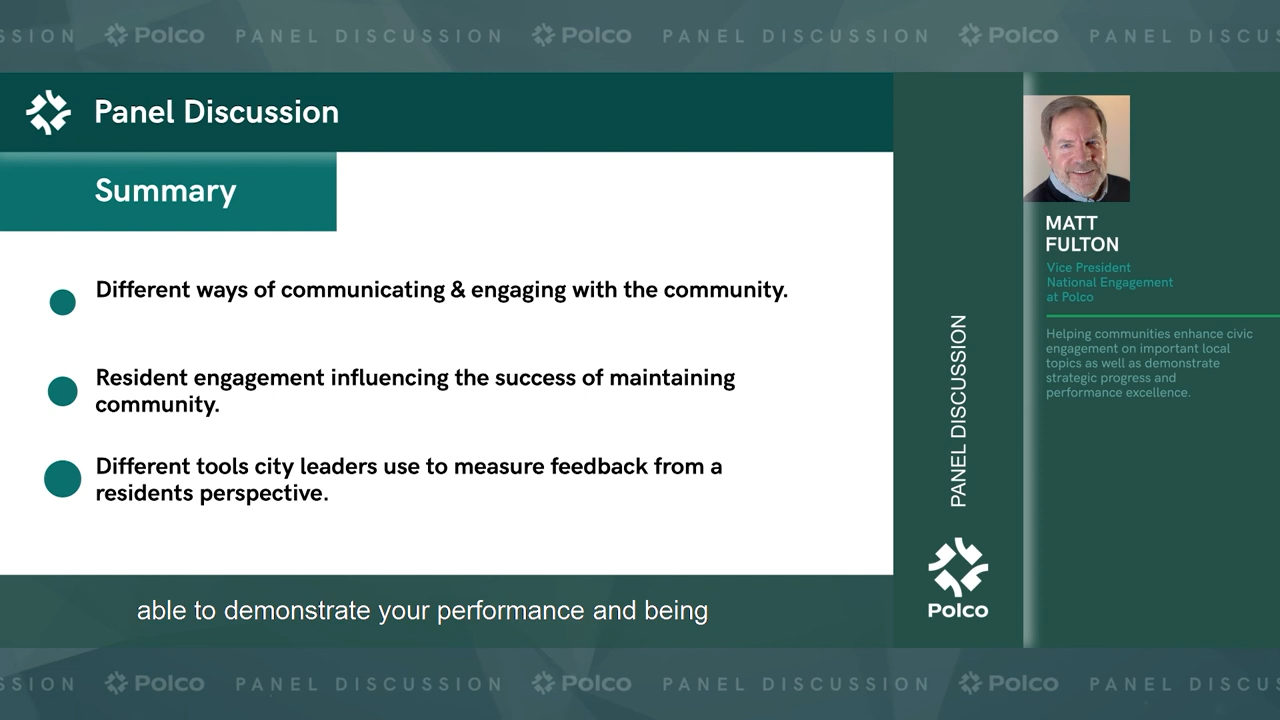 SSION Polco PANEL DISCUSSION Polco PANEL DISCUSSION Polco PANEL DISCUS
Panel Discussion
Summary
Different ways of communicating & engaging with the community.
Resident engagement influencing the success of maintaining
community.
Different tools city leaders use to measure feedback from a
residents perspective.
able to demonstrate your performance and being
PANEL DISCUSSION
Polco
MATT
FULTON
Vice President
National Engagement
at Polco
Helping communities enhance civic
engagement on important local
topics as well as demonstrate
strategic progress and
performance excellence.
SSION Polco PANEL DISCUSSION Polco PANEL DISCUSSION Polco PANEL DISCUS